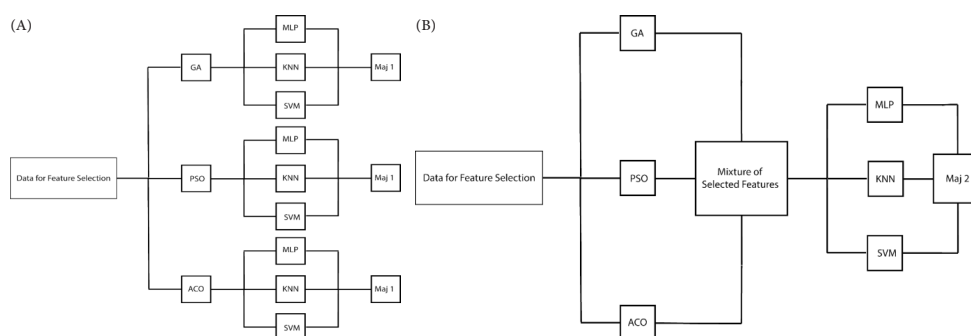 (A)
Data for Feature Selection
GA
MLP
KNN
SVM
Maj 1
PSO
MLP
KNN
SVM
Maj 1
ACO
MLP
KNN
SVM
Maj 1
(B)
Data for Feature Selection
GA
PSO
ACO
Mixture of
Selected Features
MLP
KNN
SVM
Maj 2